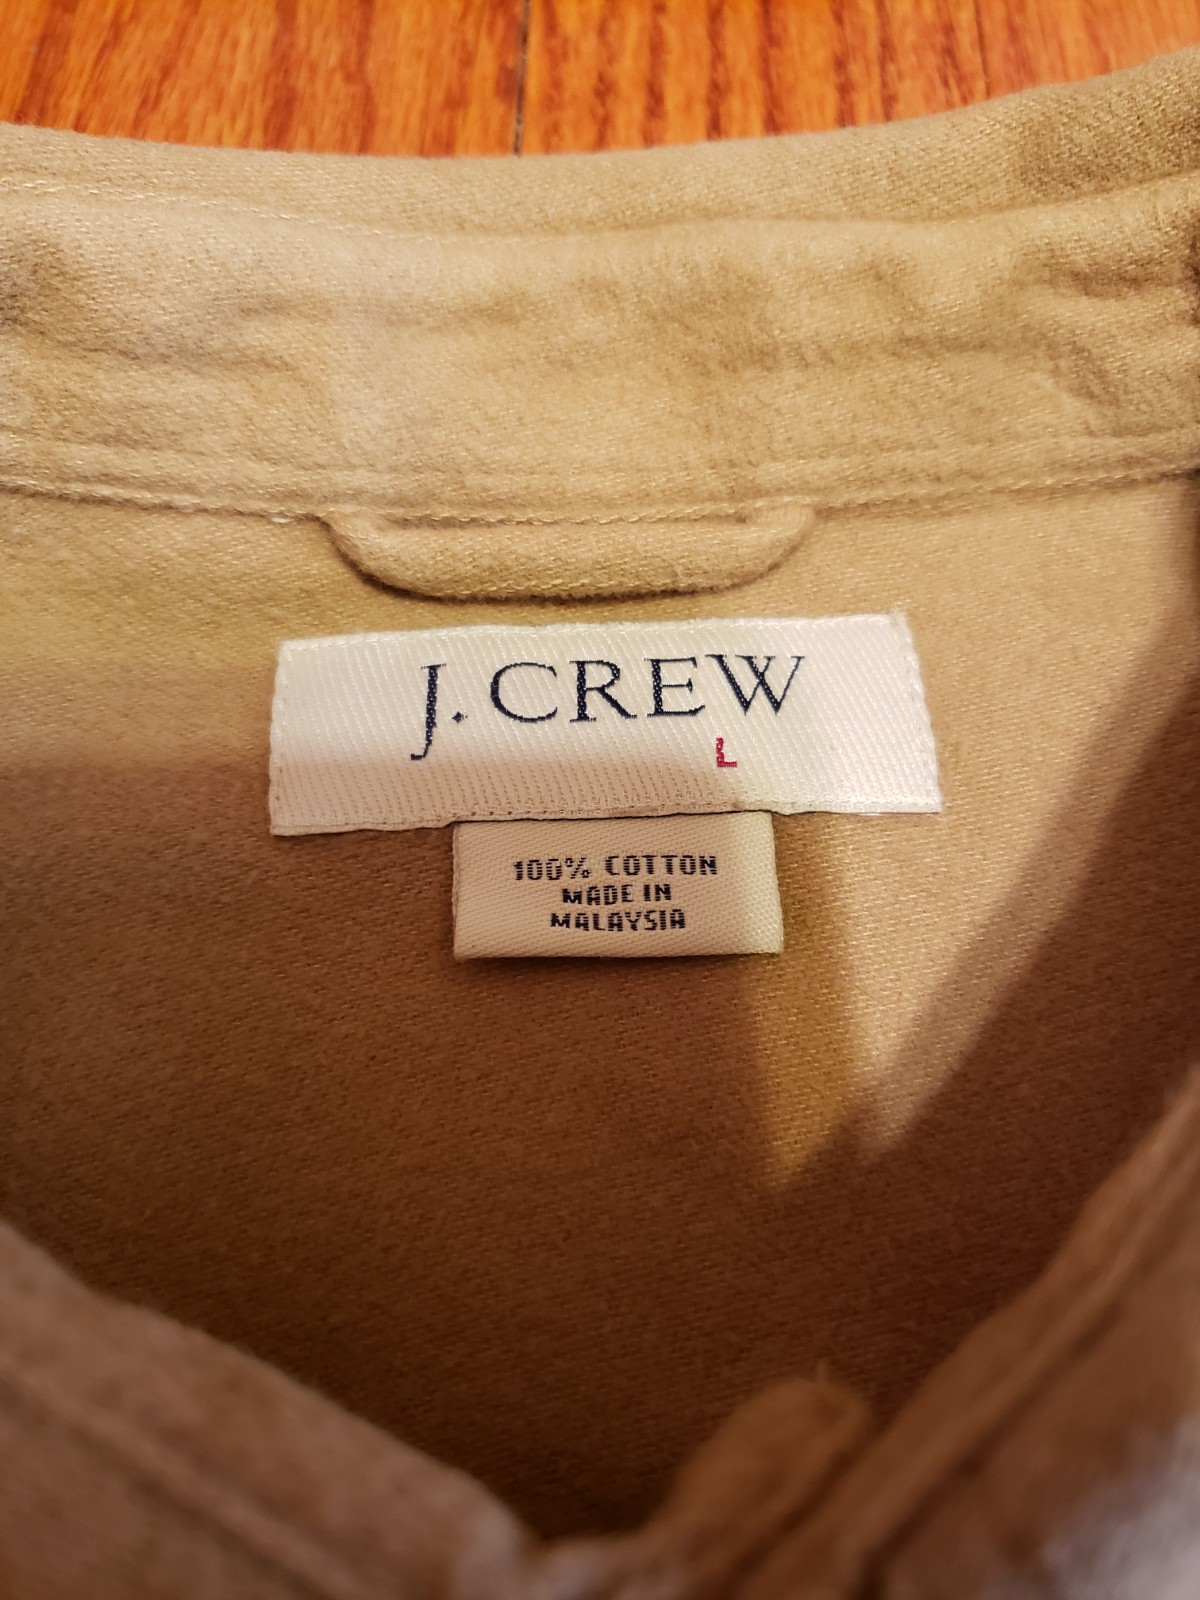 J.CREW
L
100% COTTON
MADE IN
MALAYSIA